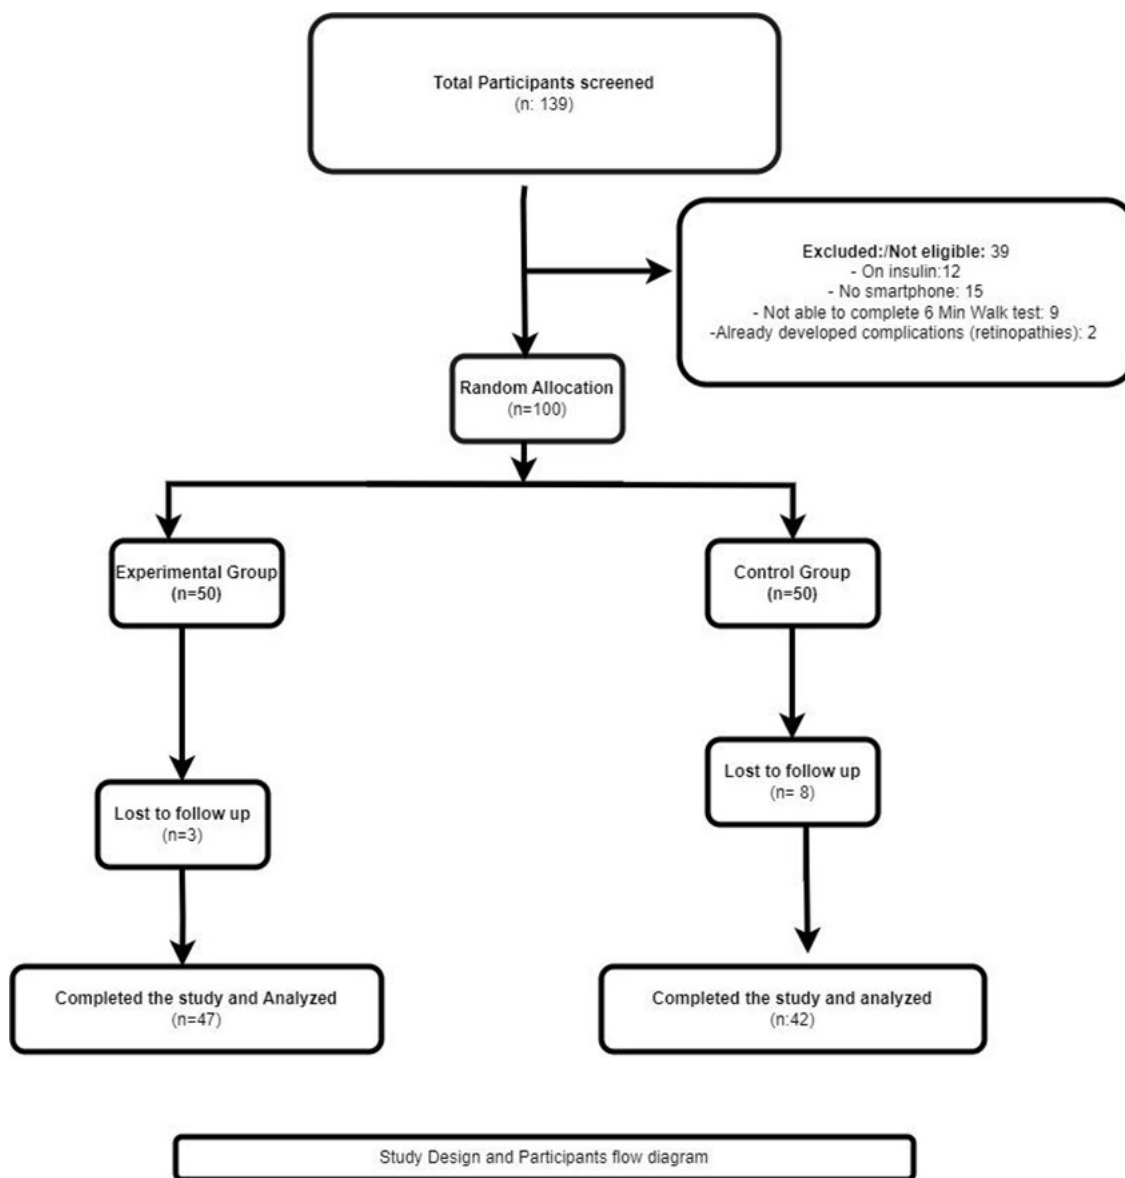 Total Participants screened
(n: 139)
Excluded:/Not eligible: 39
- On insulin:12
- No smartphone: 15
- Not able to complete 6 Min Walk test: 9
-Already developed complications (retinopathies): 2
Random Allocation
(n=100)
Experimental Group
(n=50)
Control Group
(n=50)
Lost to follow up
(n=3)
Lost to follow up
(n= 8)
Completed the study and Analyzed
(n=47)
Completed the study and analyzed
(n:42)
Study Design and Participants flow diagram